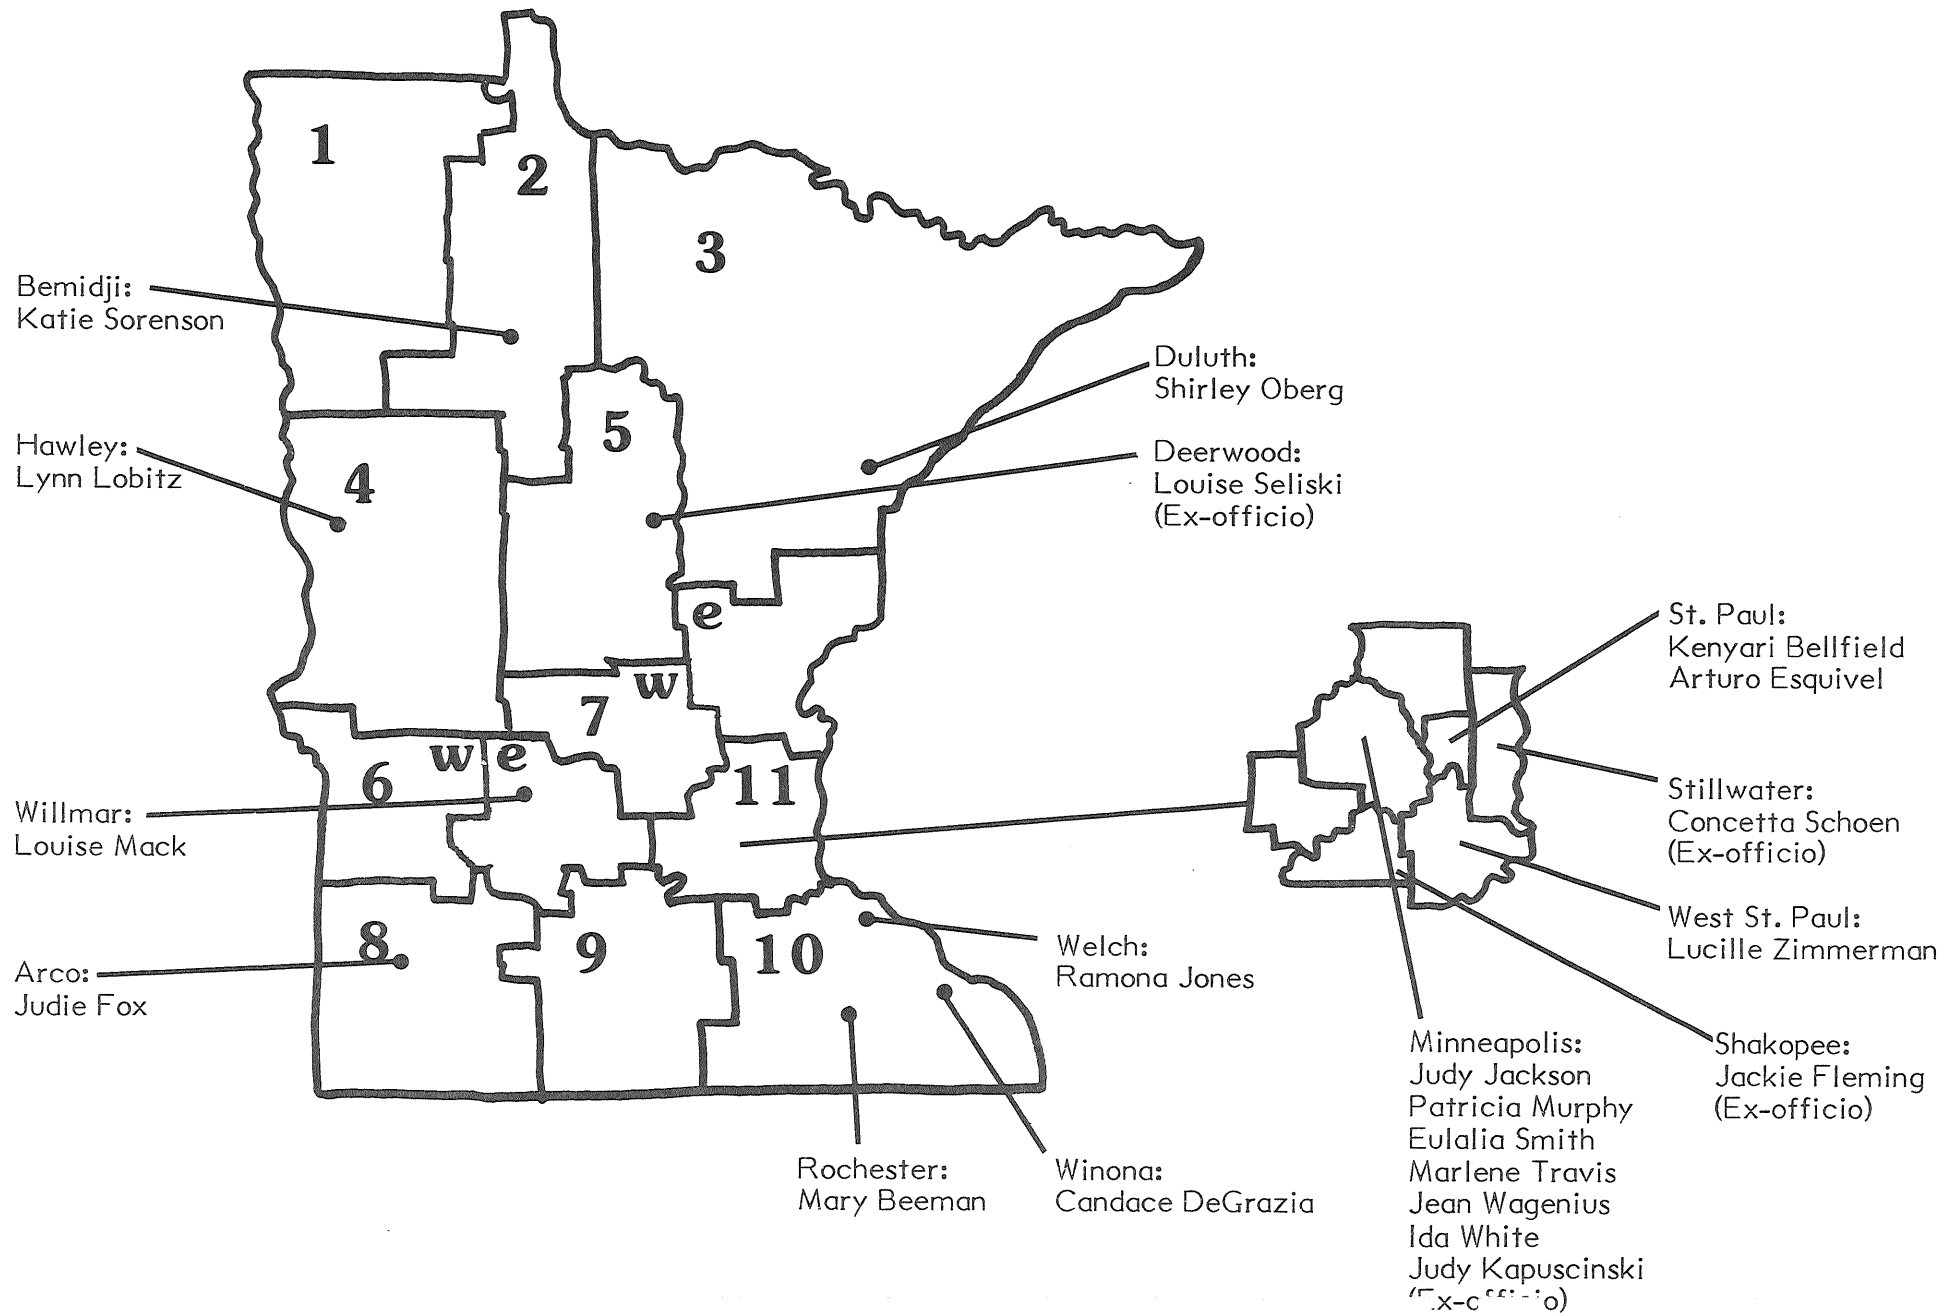 1
2
3
Bemidji:
Katie Sorenson
Duluth:
Shirley Oberg
5
Hawley:
Lynn Lobitz
4
Deerwood:
Louise Seliski
(Ex-officio)
e
w
7
St. Paul:
Kenyari Bellfield
Arturo Esquivel
w e
6
11
Willmar:
Louise Mack
Stillwater:
Concetta Schoen
(Ex-officio)
8
9
10
West St. Paul:
Lucille Zimmerman
Arco:
Judie Fox
Welch:
Ramona Jones
Rochester:
Mary Beeman
Winona:
Candace DeGrazia
Minneapolis:
Judy Jackson
Patricia Murphy
Eulalia Smith
Marlene Travis
Jean Wagenius
Ida White
Judy Kapuscinski
(Ex-officio)
Shakopee:
Jackie Fleming
(Ex-officio)